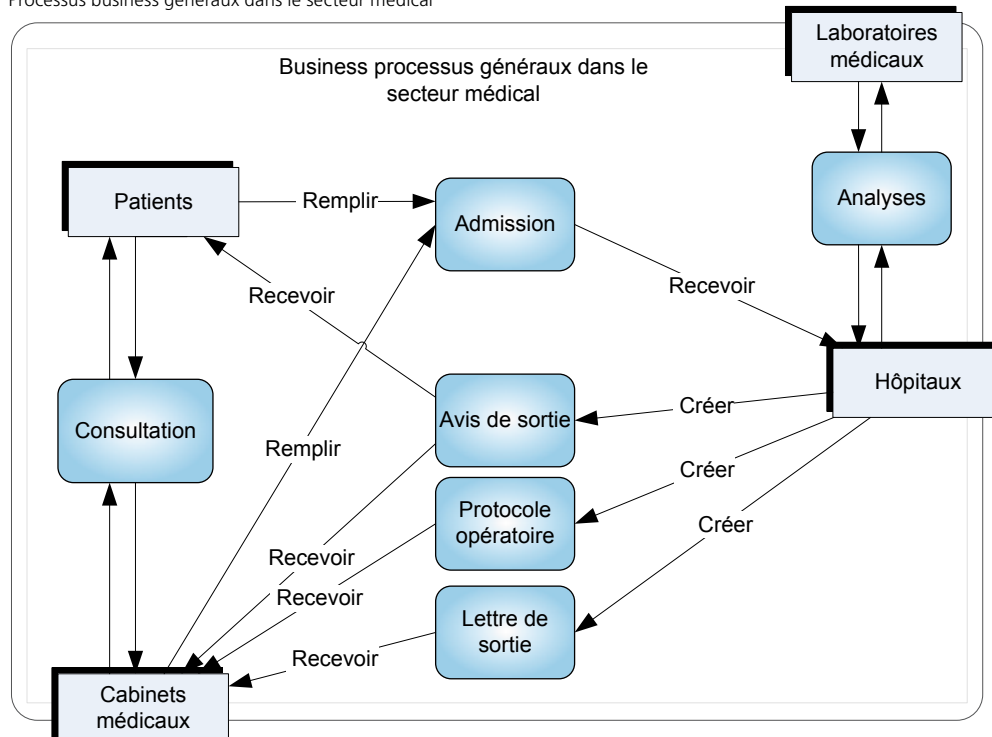 Processus business généraux dans le secteur médical
Laboratoires
médicaux
Business processus généraux dans le
secteur médical
Patients
Remplir
Admission
Analyses
Recevoir
Recevoir
Hôpitaux
Consultation
Avis de sortie
Créer
Remplir
Créer
Protocole
opératoire
Créer
Recevoir
Recevoir
Lettre de
sortie
Recevoir
Cabinets
médicaux